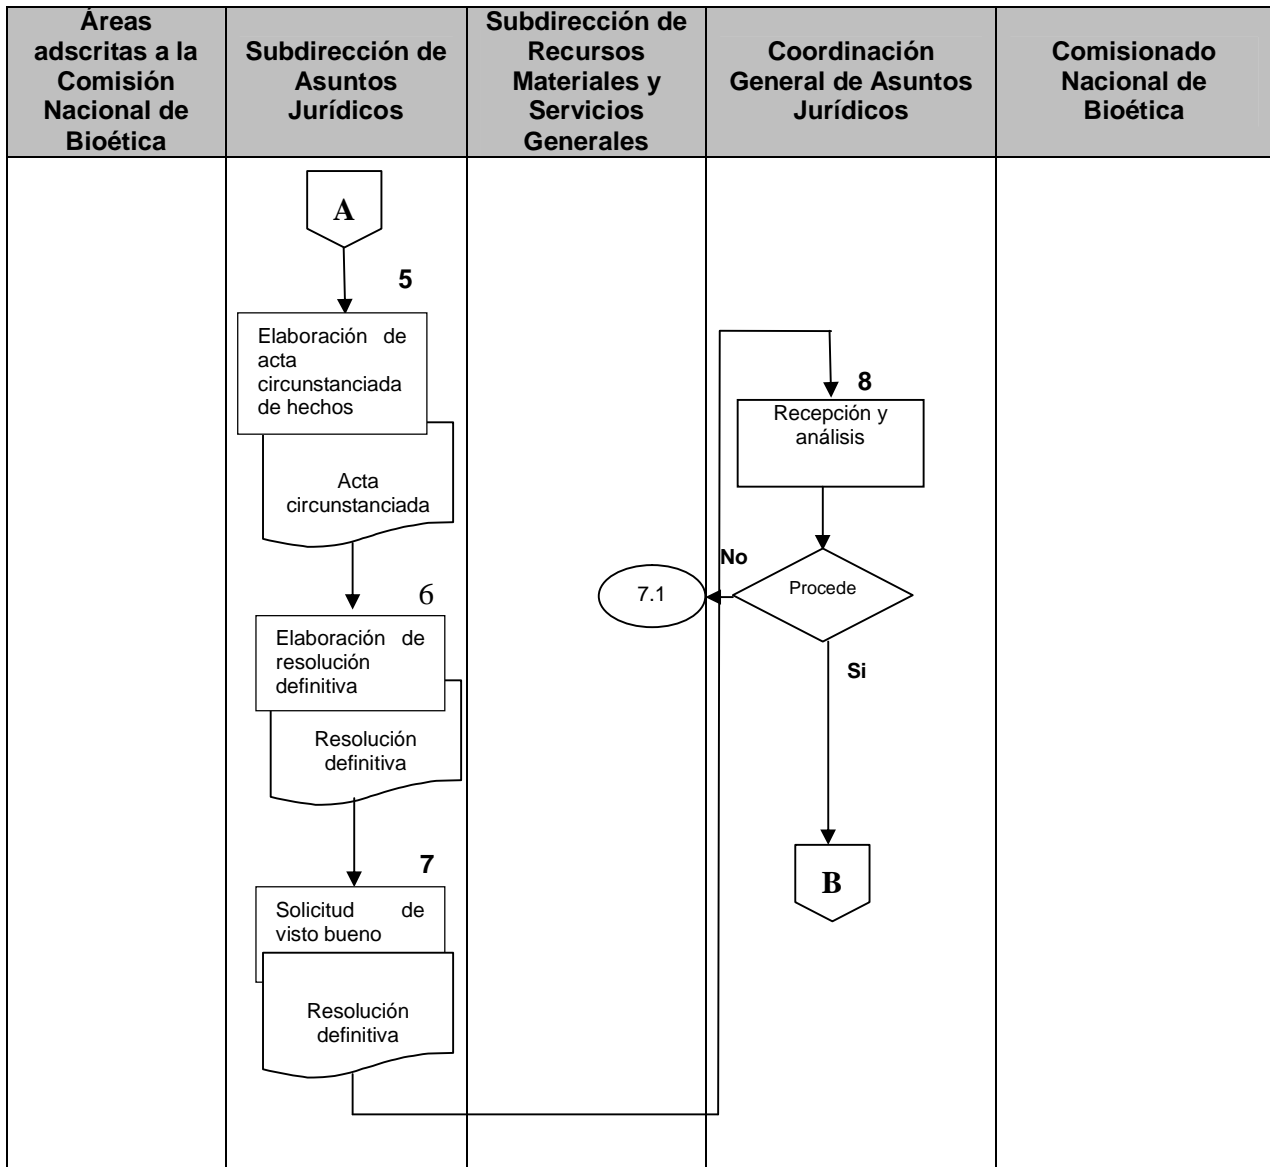 Áreas
adscritas a la
Comisión
Nacional de
Bioética
Subdirección de
Asuntos
Jurídicos
Subdirección de
Recursos
Materiales y
Servicios
Generales
Coordinación
General de Asuntos
Jurídicos
Comisionado
Nacional de
Bioética
A
5
Elaboración de
acta
circunstanciada
de hechos
Acta
circunstanciada
6
Elaboración de
resolución
definitiva
Resolución
definitiva
7
Solicitud de
visto bueno
Resolución
definitiva
8
Recepción y
análisis
No
7.1
Procede
Si
B